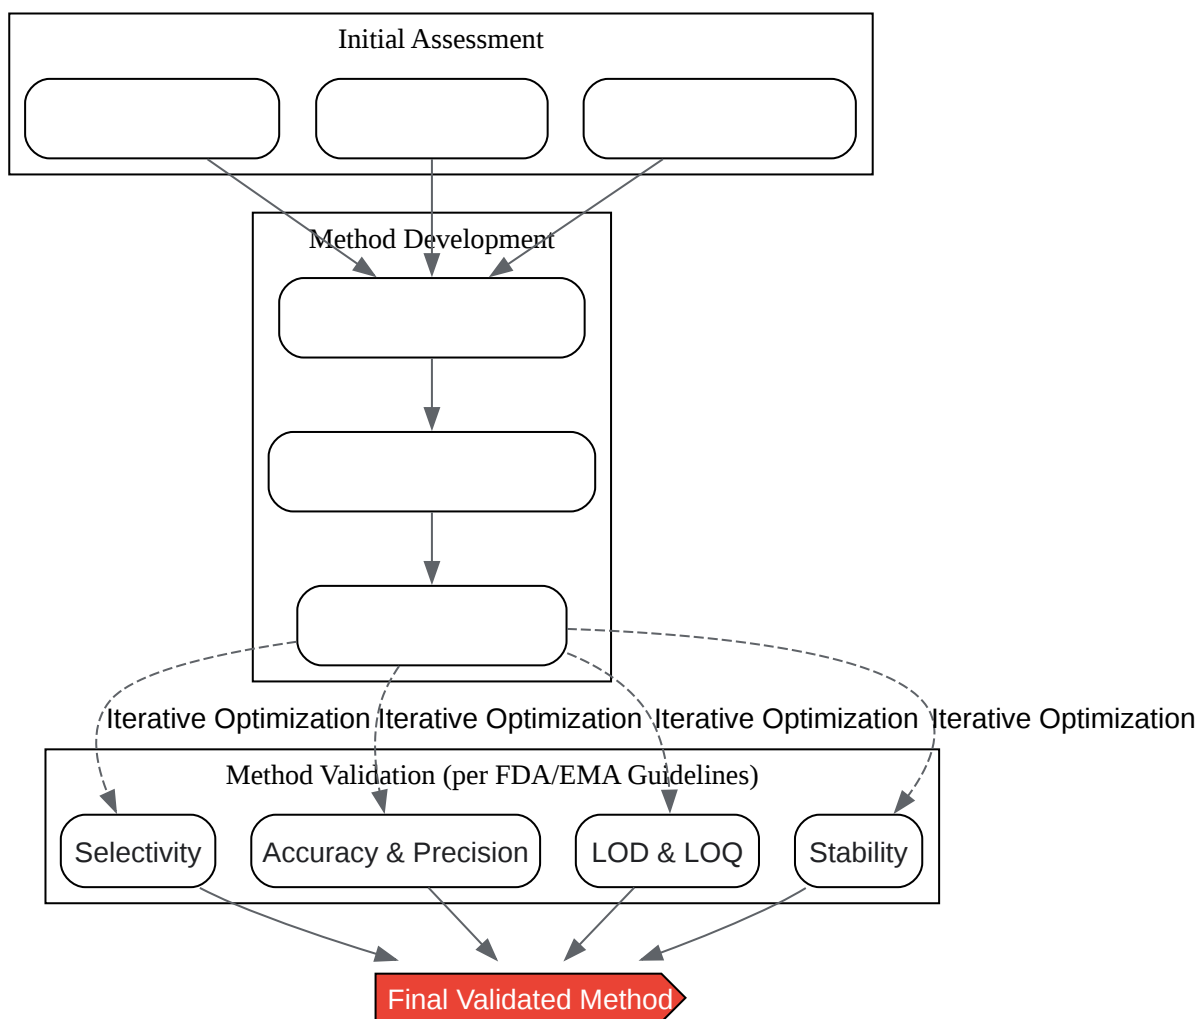 Initial Assessment
Method Development
Iterative Optimization
Iterative Optimization
Iterative Optimization
Iterative Optimization
Method Validation (per FDA/EMA Guidelines)
Selectivity
Accuracy & Precision
LOD & LOQ
Stability
Final Validated Method